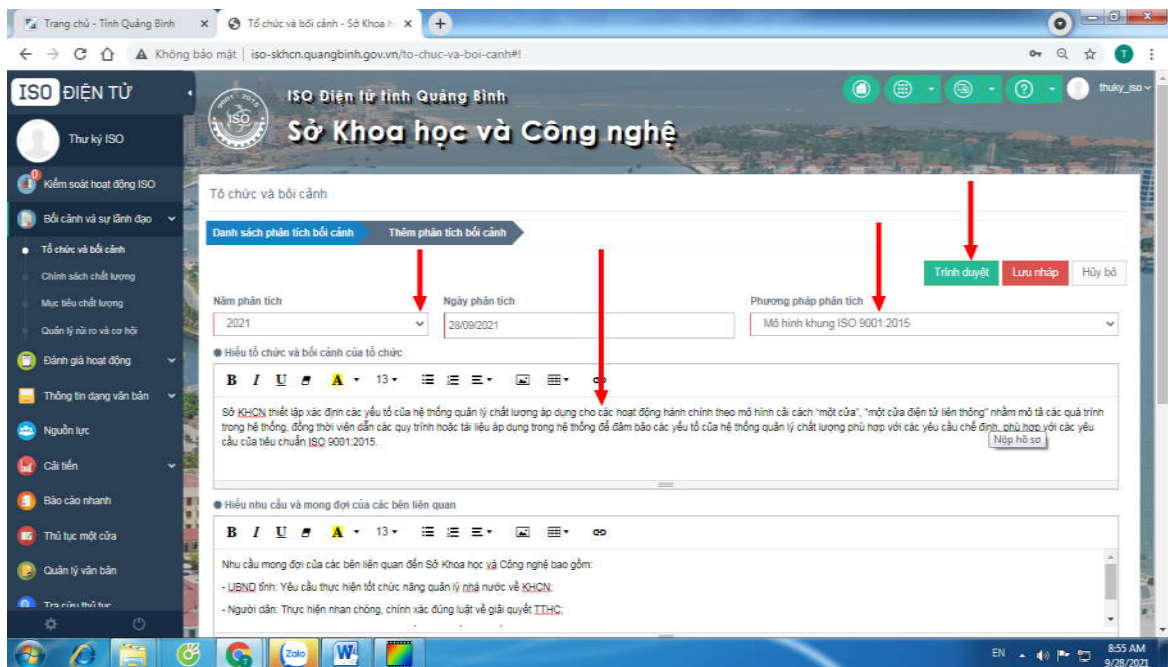 Trang chủ - Tỉnh Quảng Bình
Tổ chức và bối cảnh - Sở Khoa h
Không bảo mật | iso-skhcn.quangbinh.gov.vn/to-chuc-va-boi-canh#!
ISO ĐIỆN TỬ
Thư ký ISO
0
Kiểm soát hoạt động ISO
Bối cảnh và sự lãnh đạo
Tổ chức và bối cảnh
Chính sách chất lượng
Mục tiêu chất lượng
Quản lý rủi ro và cơ hội
Đánh giá hoạt động
Thông tin dạng văn bản
Nguồn lực
Cải tiến
Báo cáo nhanh
Thủ tục một cửa
Quản lý văn bản
Tra cứu thủ tục
ISO Điện tử tỉnh Quảng Bình
Sở Khoa học và Công nghệ
thuky_iso
Tổ chức và bối cảnh
Danh sách phân tích bối cảnh
Thêm phân tích bối cảnh
Trình duyệt
Lưu nháp
Hủy bỏ
Năm phân tích
Ngày phân tích
Phương pháp phân tích
2021
28/09/2021
Mô hình khung ISO 9001:2015
Hiểu tổ chức và bối cảnh của tổ chức
B I U A 13
Sở KHCN thiết lập xác định các yếu tố của hệ thống quản lý chất lượng áp dụng cho các hoạt động hành chính theo mô hình cải cách "một cửa", "một cửa điện tử liên thông" nhằm mô tả các quá trình
trong hệ thống, đồng thời viện dẫn các quy trình hoặc tài liệu áp dụng trong hệ thống để đảm bảo các yếu tố của hệ thống quản lý chất lượng phù hợp với các yêu cầu chế định, phù hợp với các yêu
cầu của tiêu chuẩn ISO 9001:2015.
Nộp hồ sơ
Hiểu nhu cầu và mong đợi của các bên liên quan
B I U A 13
Nhu cầu mong đợi của các bên liên quan đến Sở Khoa học và Công nghệ bao gồm:
- UBND tỉnh: Yêu cầu thực hiện tốt chức năng quản lý nhà nước về KHCN;
- Người dân: Thực hiện nhan chóng, chính xác đúng luật về giải quyết TTHC;
Zalo
EN
8:55 AM
9/28/2021